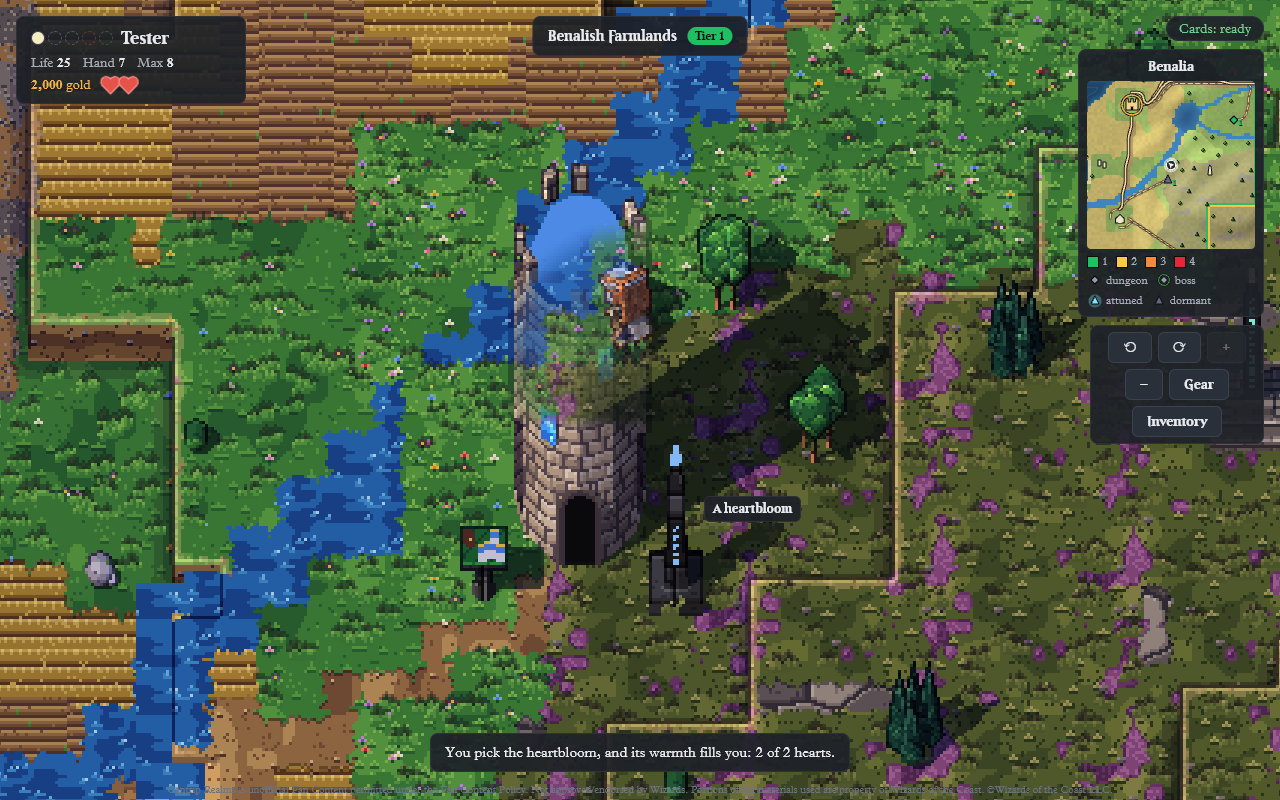 Tester
Life 25 Hand 7 Max 8
2,000 gold
Benalish Farmlands Tier 1
Cards: ready
Benalia
1 2 3 4
dungeon boss
attuned dormant
Gear
Inventory
A heartbloom
You pick the heartbloom, and its warmth fills you: 2 of 2 hearts.